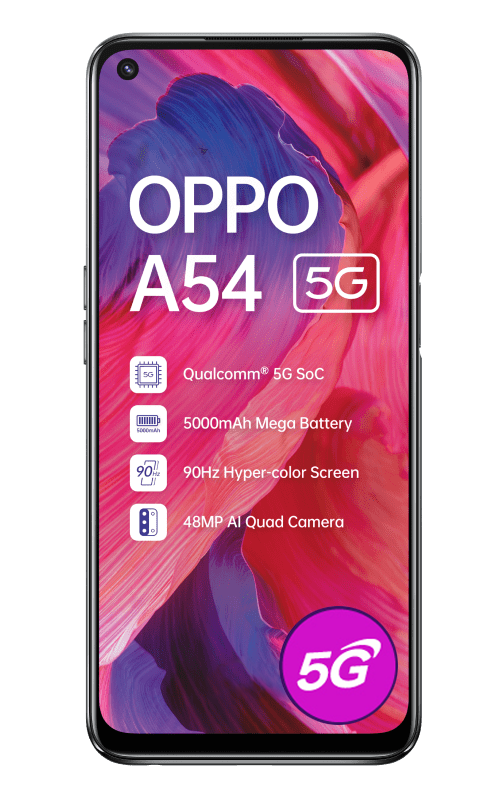 OPPO
A54 5G
5G
Qualcomm® 5G SoC
5000mAh
5000mAh Mega Battery
90Hz
90Hz Hyper-color Screen
48MP AI Quad Camera
5G